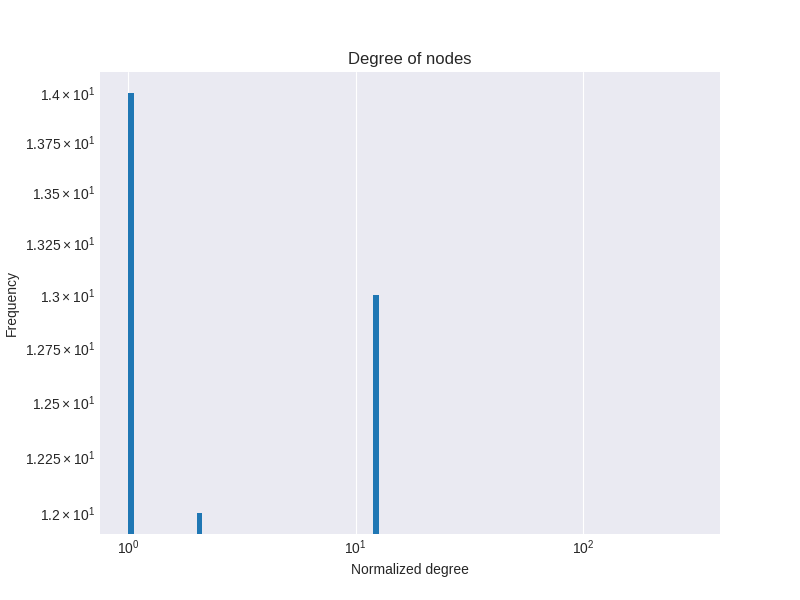 Degree of nodes
1.4 × 10¹
1.375 × 10¹
1.35 × 10¹
1.325 × 10¹
1.3 × 10¹
1.275 × 10¹
1.25 × 10¹
1.225 × 10¹
1.2 × 10¹
Frequency
10⁰ 10¹ 10²
Normalized degree